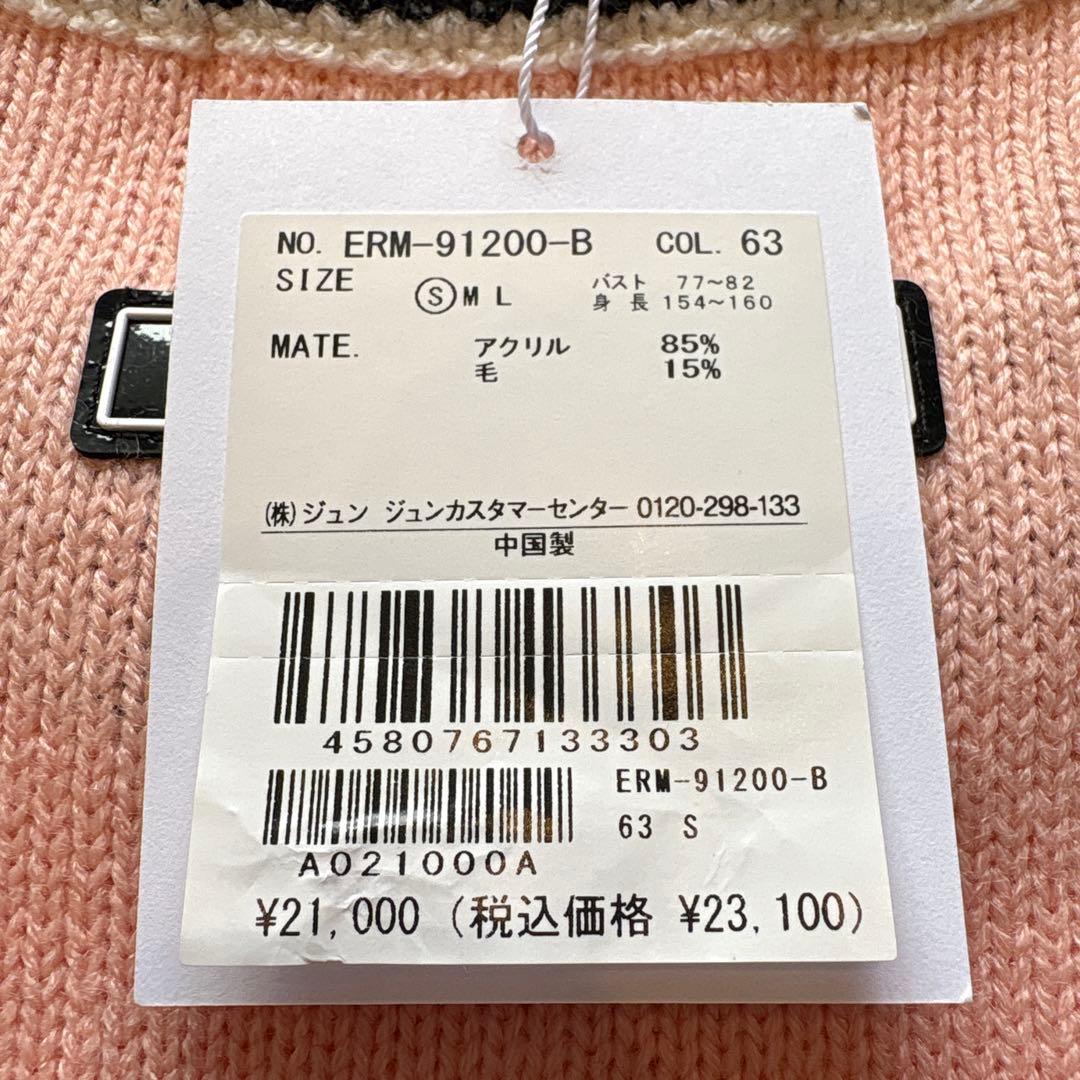 NO. ERM-91200-B COL. 63
SIZE Ⓢ M L バスト 77~82
身長 154~160
MATE. アクリル 85%
毛 15%
(株)ジュン ジュンカスタマーセンター 0120-298-133
中国製
4580767133303
ERM-91200-B
63 S
A021000A
¥21,000 (税込価格 ¥23,100)